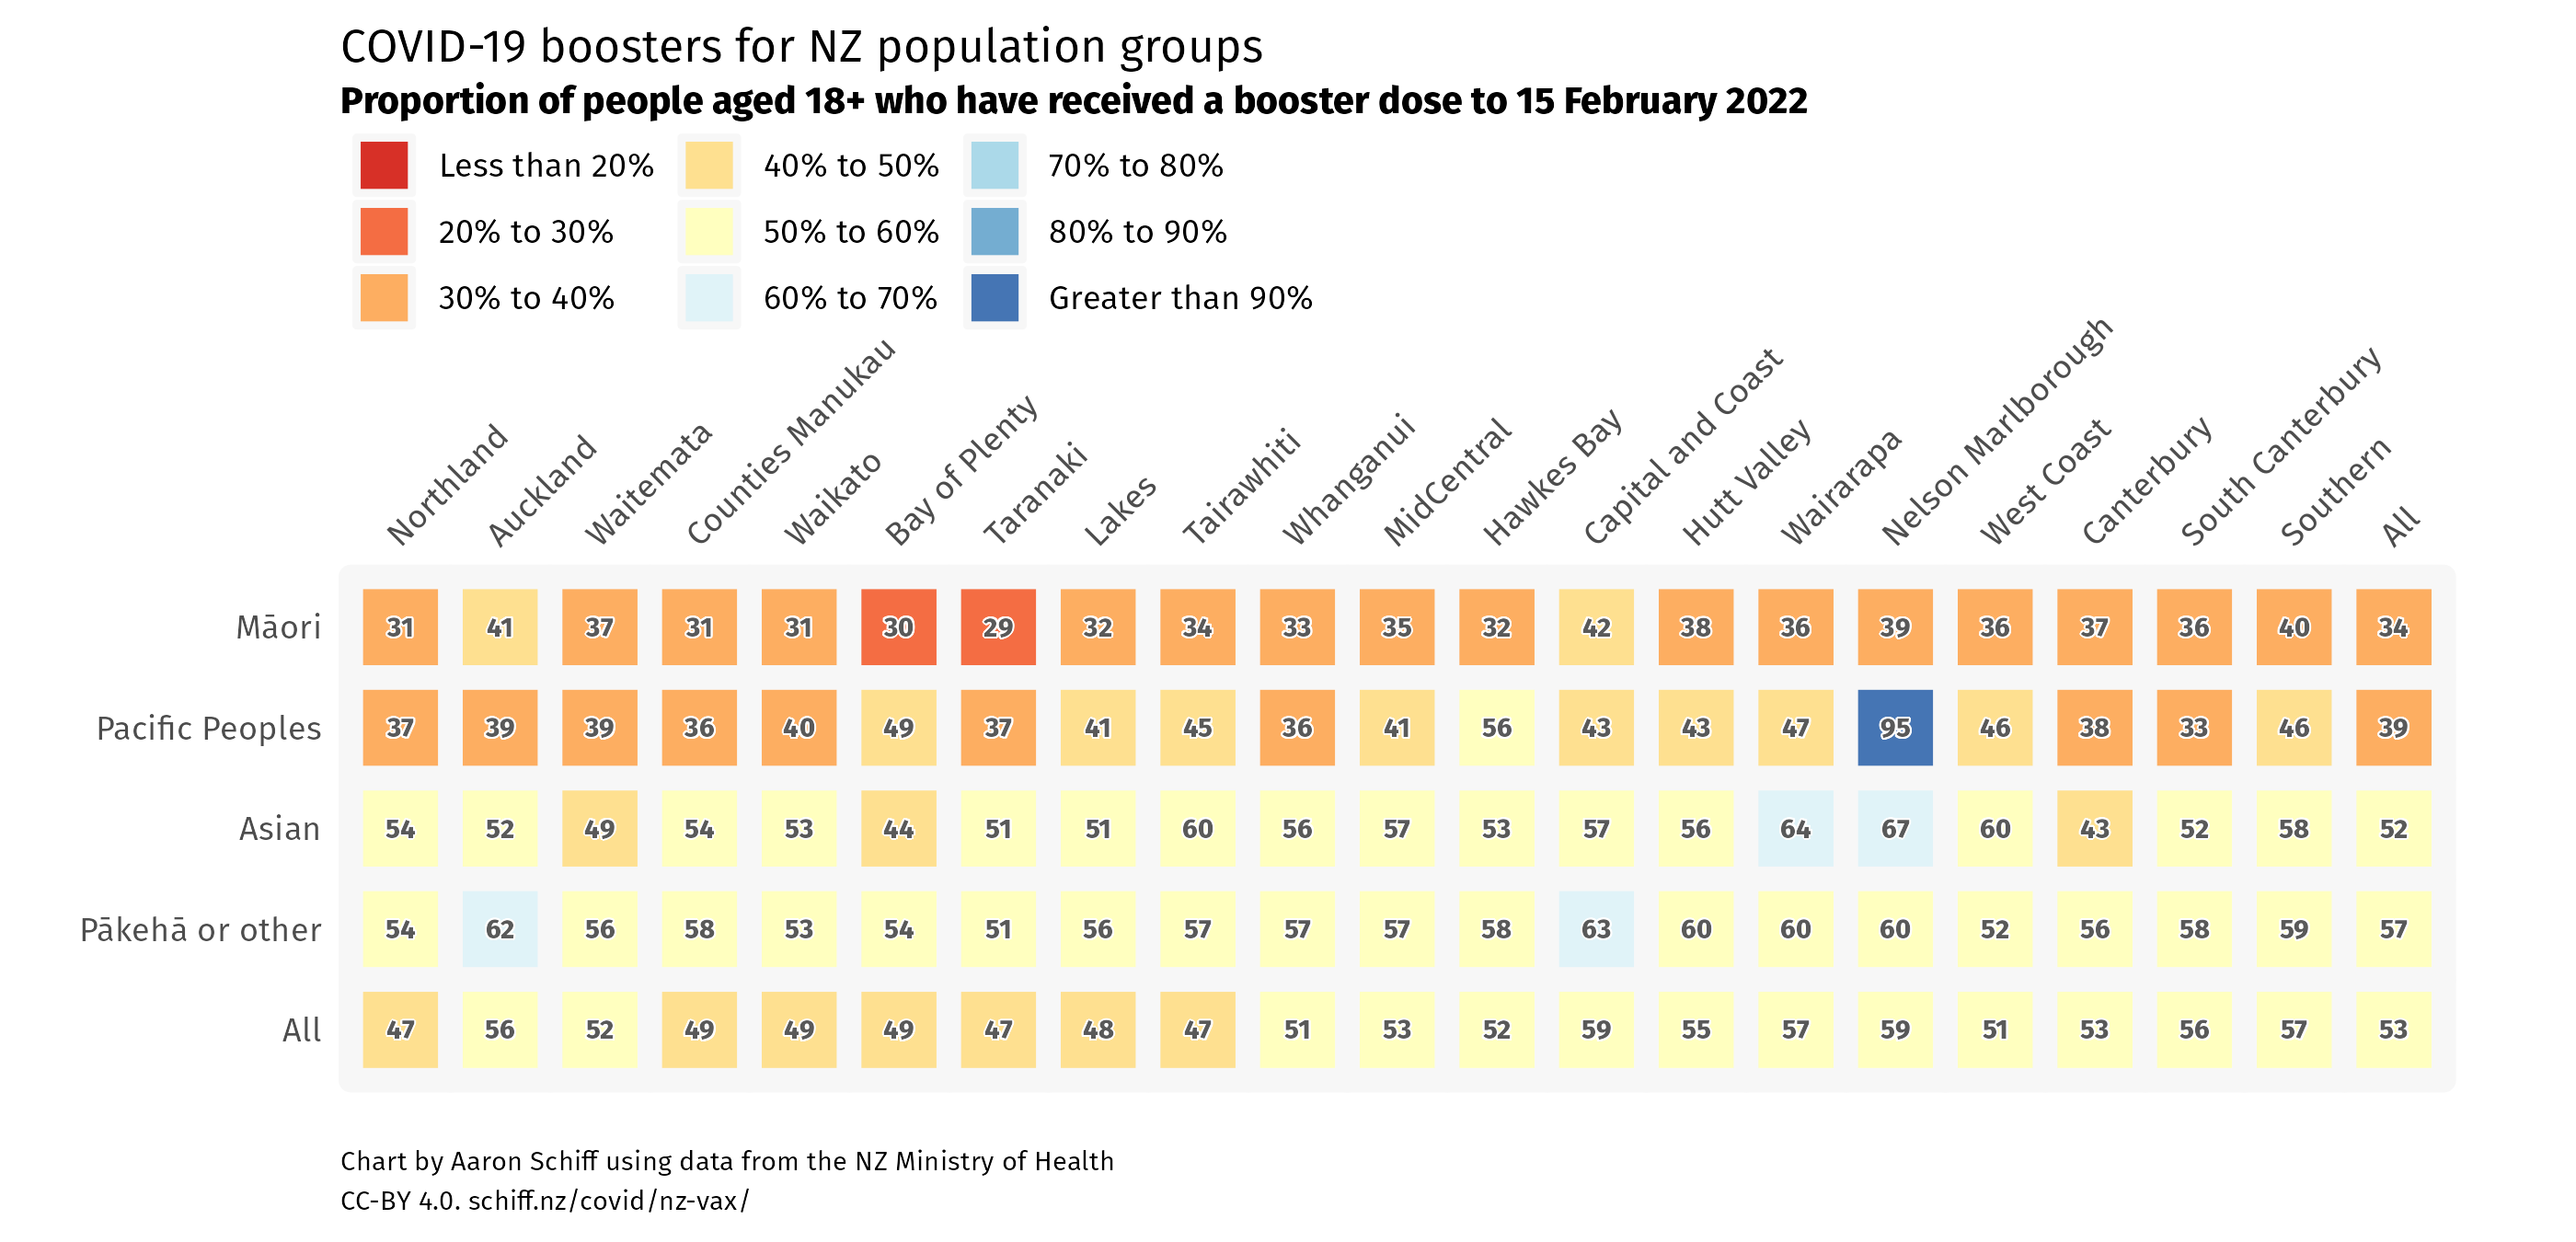 COVID-19 boosters for NZ population groups
Proportion of people aged 18+ who have received a booster dose to 15 February 2022
Less than 20% 40% to 50% 70% to 80%
20% to 30% 50% to 60% 80% to 90%
30% to 40% 60% to 70% Greater than 90%
Northland Auckland Waitemata Counties Manukau Waikato Bay of Plenty Taranaki Lakes Tairawhiti Whanganui MidCentral Hawkes Bay Capital and Coast Hutt Valley Wairarapa Nelson Marlborough West Coast Canterbury South Canterbury Southern All
Māori 31 41 37 31 31 30 29 32 34 33 35 32 42 38 36 39 36 37 36 40 34
Pacific Peoples 37 39 39 36 40 49 37 41 45 36 41 56 43 43 47 95 46 38 33 46 39
Asian 54 52 49 54 53 44 51 51 60 56 57 53 57 56 64 67 60 43 52 58 52
Pākehā or other 54 62 56 58 53 54 51 56 57 57 57 58 63 60 60 60 52 56 58 59 57
All 47 56 52 49 49 49 47 48 47 51 53 52 59 55 57 59 51 53 56 57 53
Chart by Aaron Schiff using data from the NZ Ministry of Health
CC-BY 4.0. schiff.nz/covid/nz-vax/